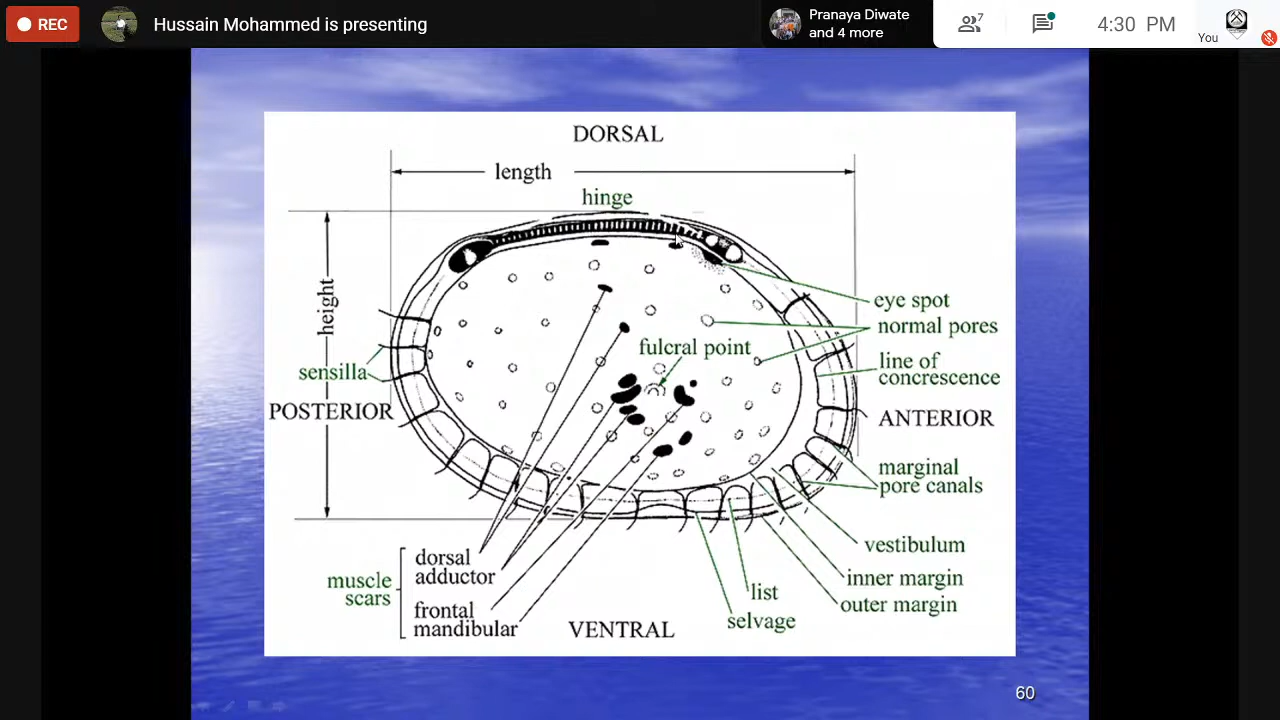 REC
Hussain Mohammed is presenting
Pranaya Diwate
and 4 more
7
4:30 PM
You
DORSAL
length
hinge
height
eye spot
normal pores
fulcral point
line of
concrescence
sensilla
POSTERIOR
ANTERIOR
marginal
pore canals
vestibulum
inner margin
outer margin
list
selvage
muscle
scars
dorsal
adductor
frontal
mandibular
VENTRAL
60